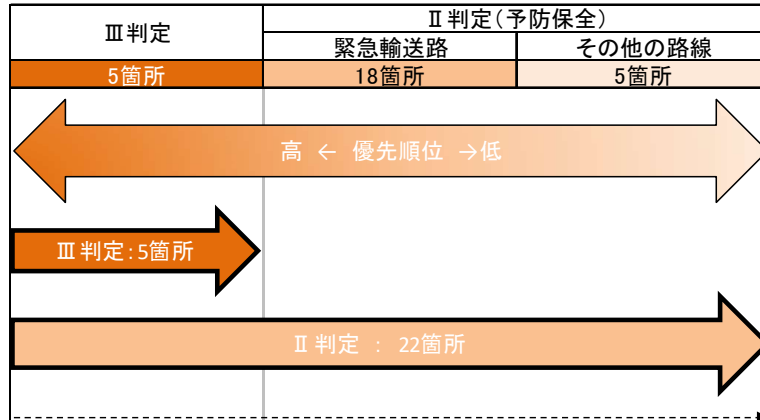 Ⅲ判定
Ⅱ判定(予防保全)
緊急輸送路
その他の路線
5箇所
18箇所
5箇所
高 ← 優先順位 →低
Ⅲ判定:5箇所
Ⅱ判定 : 22箇所